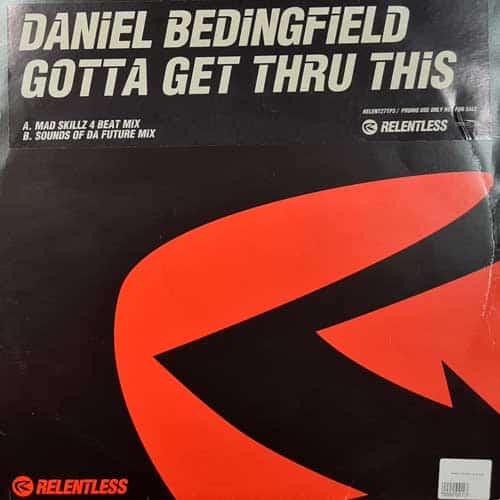 DANiEL BEDiNGFiELD
GOTTA GET THRU THiS
RELENT27TP3 / PROMO USE ONLY NOT FOR SALE
A. MAD SKILLZ 4 BEAT MIX
B. SOUNDS OF DA FUTURE MIX
RELENTLESS
RELENTLESS